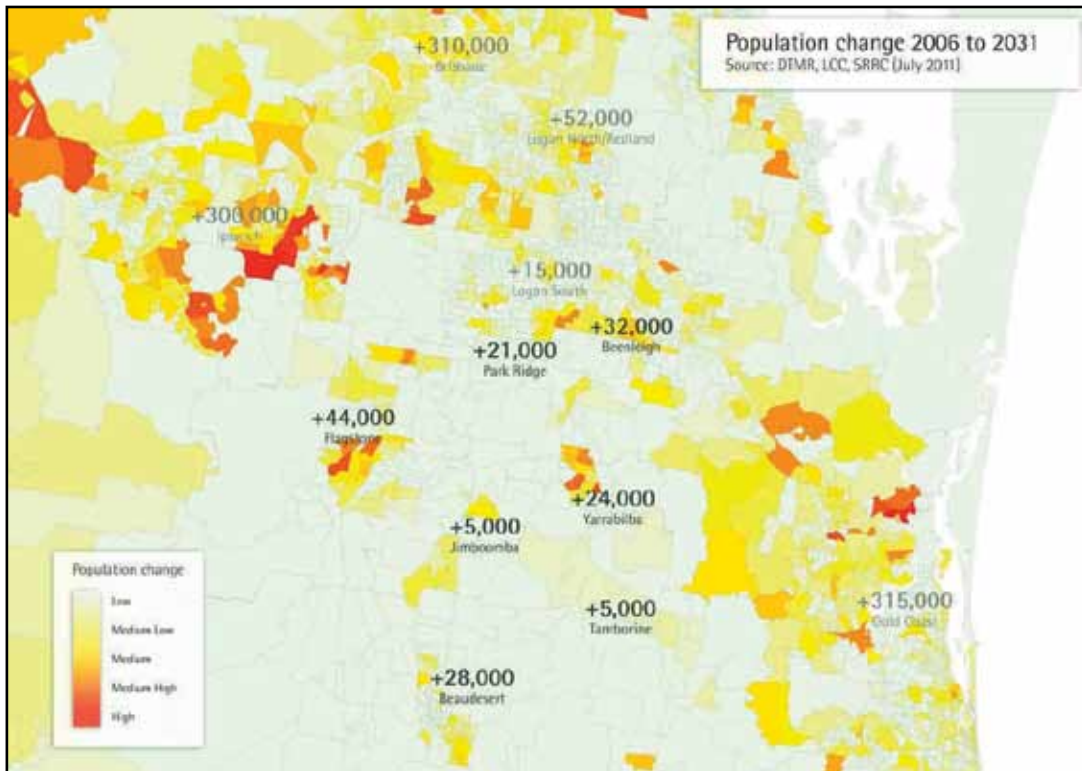 Population change 2006 to 2031
Source: DTMR, LCC, SRRC (July 2011)
+310,000
Brisbane
+52,000
Logan North/Redland
+300,000
Ipswich
+15,000
Logan South
+32,000
Beenleigh
+21,000
Park Ridge
+44,000
Flagstone
+24,000
Yarrabilba
+5,000
Jimboomba
+5,000
Tamborine
+315,000
Gold Coast
+28,000
Beaudesert
Population change
Low
Medium Low
Medium
Medium High
High